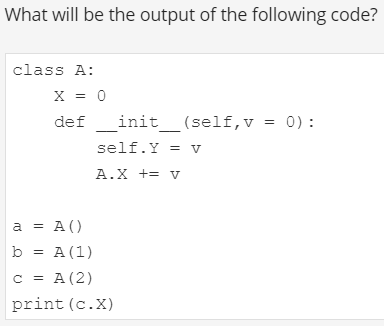 What will be the output of the following code?
class A:
    X = 0
    def __init__(self,v = 0):
        self.Y = v
        A.X += v
a = A()
b = A(1)
c = A(2)
print(c.X)